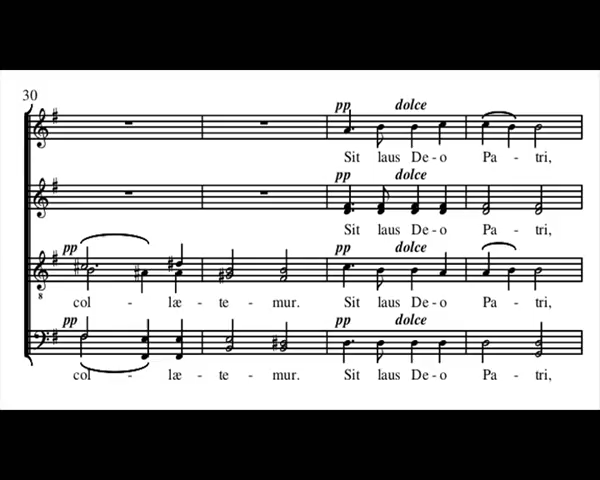 30
pp dolce
Sit laus De - o Pa - tri,
pp dolce
Sit laus De - o Pa - tri,
pp pp dolce
8
col - læ - te - mur. Sit laus De - o Pa - tri,
pp pp dolce
col - læ - te - mur. Sit laus De - o Pa - tri,